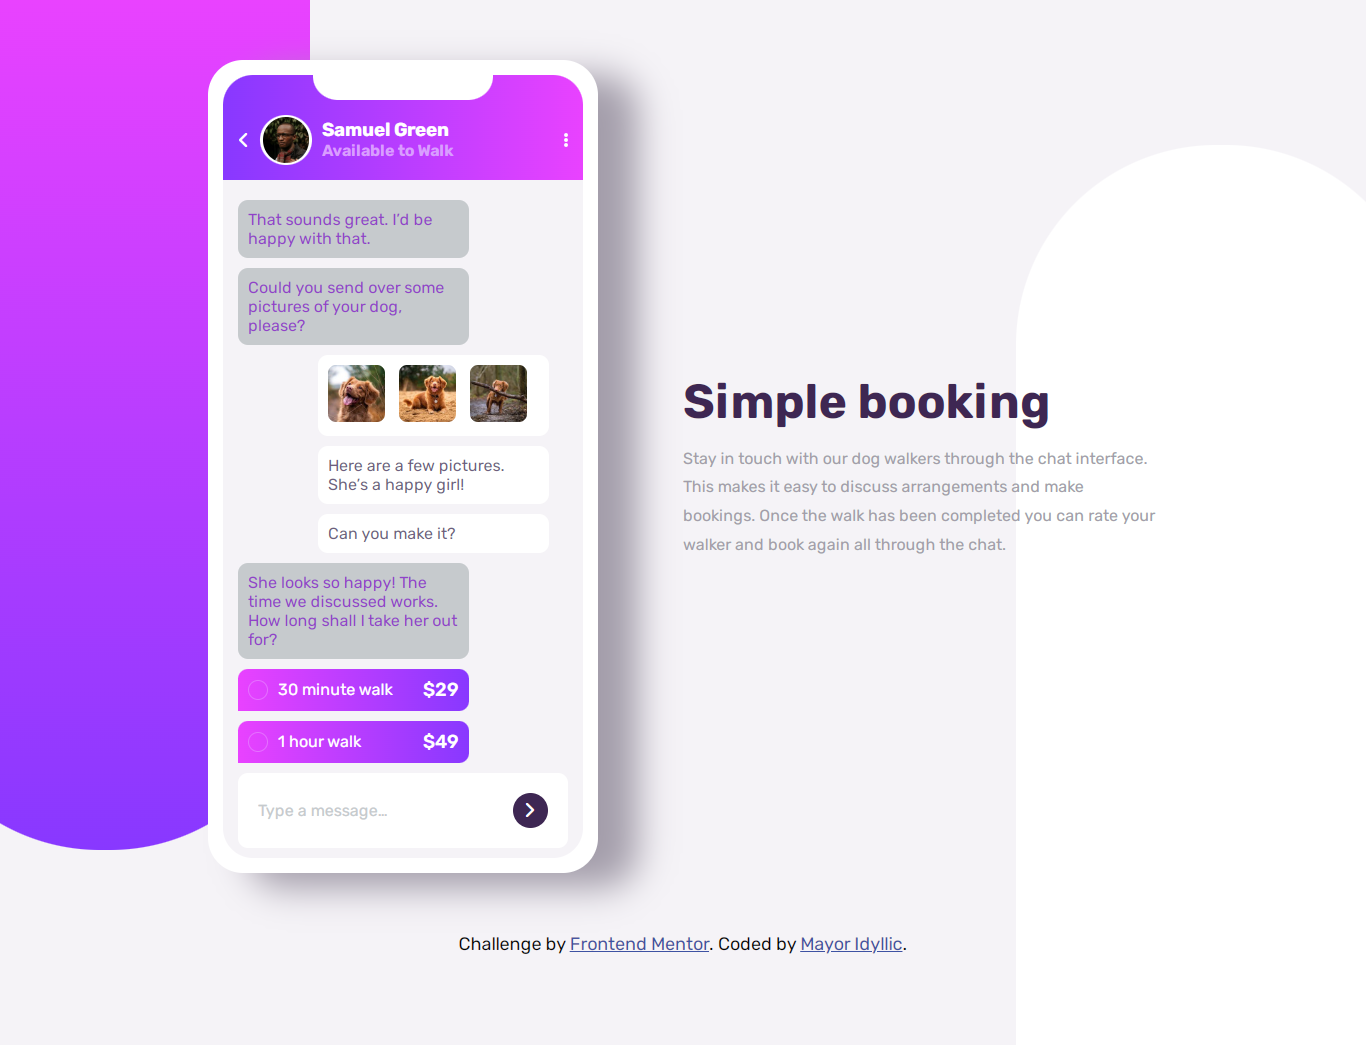 Samuel Green
Available to Walk
That sounds great. I’d be
happy with that.
Could you send over some
pictures of your dog,
please?
Here are a few pictures.
She’s a happy girl!
Can you make it?
She looks so happy! The
time we discussed works.
How long shall I take her out
for?
30 minute walk $29
1 hour walk $49
Type a message…
Simple booking
Stay in touch with our dog walkers through the chat interface.
This makes it easy to discuss arrangements and make
bookings. Once the walk has been completed you can rate your
walker and book again all through the chat.
Challenge by Frontend Mentor. Coded by Mayor Idyllic.